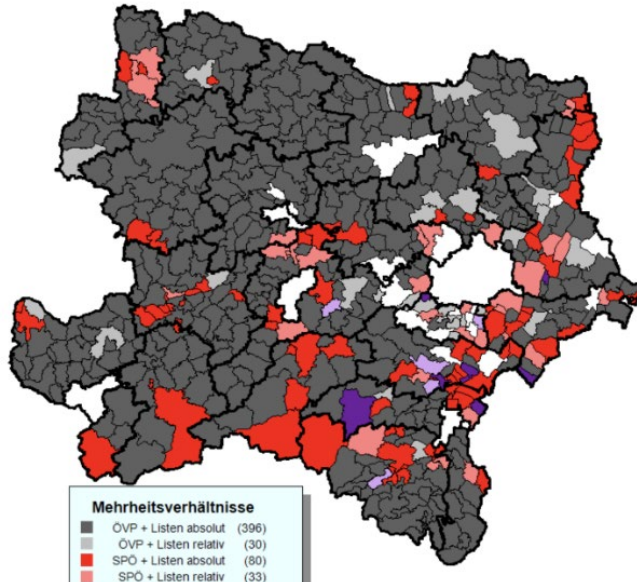 Mehrheitsverhältnisse
ÖVP + Listen absolut (396)
ÖVP + Listen relativ (30)
SPÖ + Listen absolut (80)
SPÖ + Listen relativ (33)